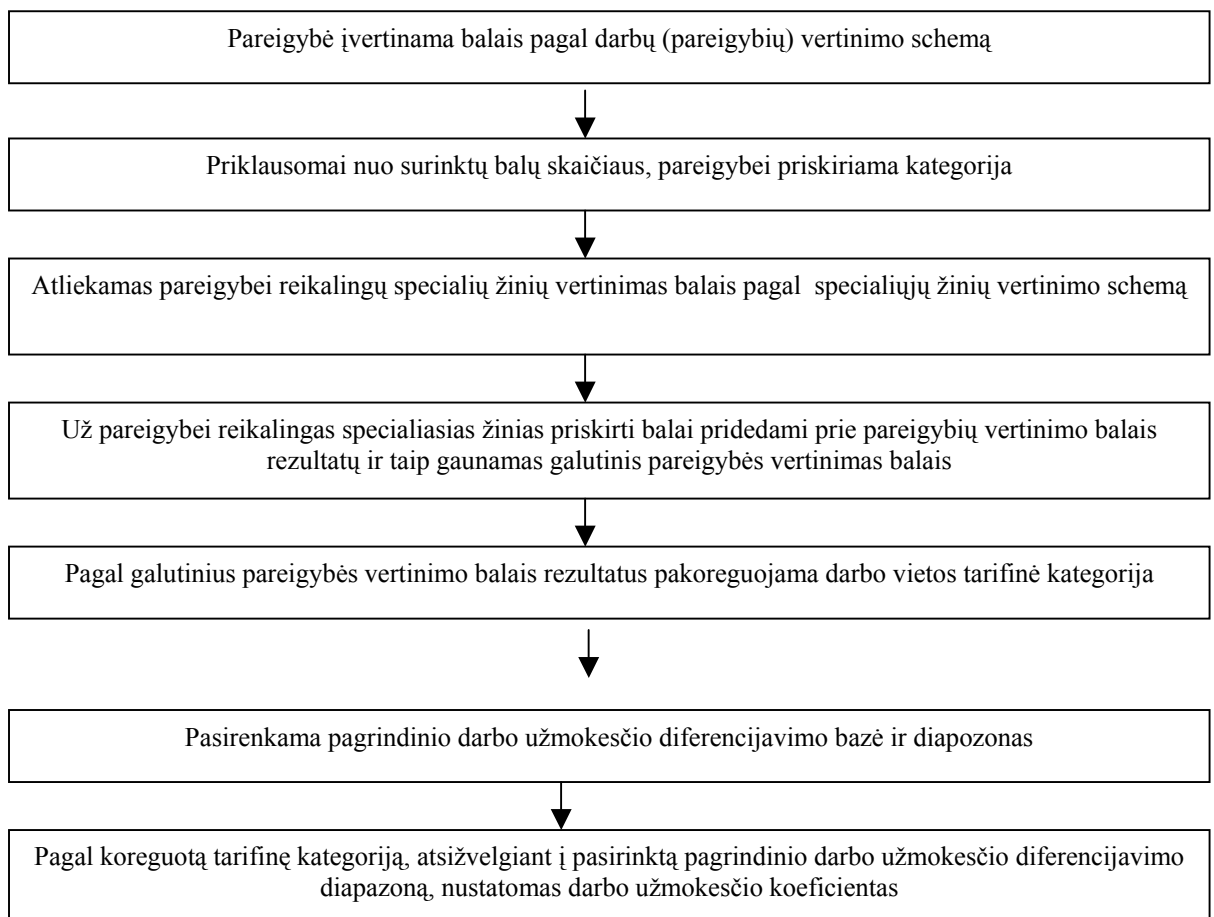 Pareigybė įvertinama balais pagal darbų (pareigybių) vertinimo schemą
Priklausomai nuo surinktų balų skaičiaus, pareigybei priskiriama kategorija
Atliekamas pareigybei reikalingų specialių žinių vertinimas balais pagal specialiųjų žinių vertinimo schemą
Už pareigybei reikalingas specialiasias žinias priskirti balai pridedami prie pareigybių vertinimo balais
rezultatų ir taip gaunamas galutinis pareigybės vertinimas balais
Pagal galutinius pareigybės vertinimo balais rezultatus pakoreguojama darbo vietos tarifinė kategorija
Pasirenkama pagrindinio darbo užmokesčio diferencijavimo bazė ir diapozonas
Pagal koreguotą tarifinę kategoriją, atsižvelgiant į pasirinktą pagrindinio darbo užmokesčio diferencijavimo
diapazoną, nustatomas darbo užmokesčio koeficientas